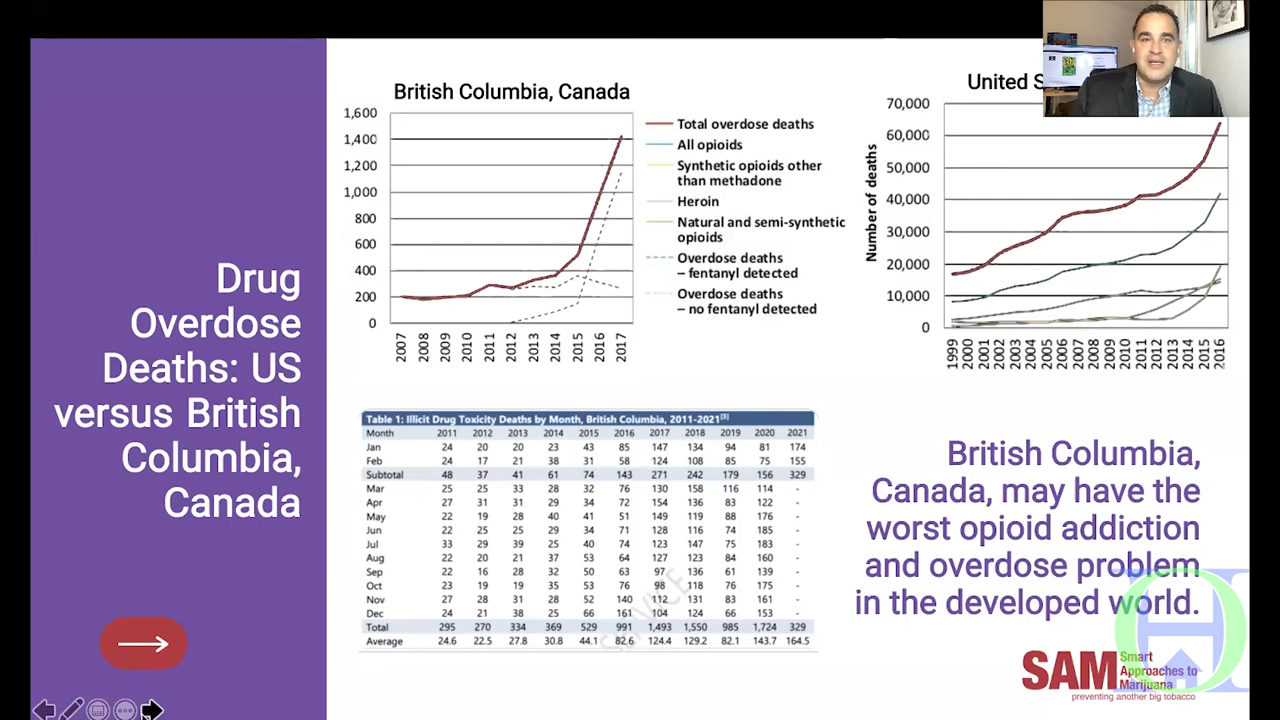 Drug
Overdose
Deaths: US
versus British
Columbia,
Canada
British Columbia, Canada
1,600
1,400
1,200
1,000
800
600
400
200
0
2007
2008
2009
2010
2011
2012
2013
2014
2015
2016
2017
Total overdose deaths
All opioids
Synthetic opioids other
than methadone
Heroin
Natural and semi-synthetic
opioids
Overdose deaths
– fentanyl detected
Overdose deaths
– no fentanyl detected
United S
Number of deaths
70,000
60,000
50,000
40,000
30,000
20,000
10,000
0
1999
2000
2001
2002
2003
2004
2005
2006
2007
2008
2009
2010
2011
2012
2013
2014
2015
2016
Table 1: Illicit Drug Toxicity Deaths by Month, British Columbia, 2011-2021[3]
Month 2011 2012 2013 2014 2015 2016 2017 2018 2019 2020 2021
Jan 24 20 20 23 43 85 147 134 94 81 174
Feb 24 17 21 38 31 58 124 108 85 75 155
Subtotal 48 37 41 61 74 143 271 242 179 156 329
Mar 25 25 33 28 32 76 130 158 116 114 -
Apr 27 31 31 29 34 72 154 136 83 122 -
May 22 19 28 40 41 51 149 119 88 176 -
Jun 22 25 25 29 34 71 128 116 74 185 -
Jul 33 29 39 25 40 74 123 147 75 183 -
Aug 22 20 21 37 53 64 127 123 84 160 -
Sep 22 16 28 32 50 63 97 136 61 139 -
Oct 23 19 19 35 53 76 98 118 76 175 -
Nov 27 28 31 28 52 140 112 131 83 161 -
Dec 24 21 38 25 66 161 104 124 66 153 -
Total 295 270 334 369 529 991 1,493 1,550 985 1,724 329
Average 24.6 22.5 27.8 30.8 44.1 82.6 124.4 129.2 82.1 143.7 164.5
British Columbia,
Canada, may have the
worst opioid addiction
and overdose problem
in the developed world.
SAM Smart
Approaches to
Marijuana
preventing another big tobacco